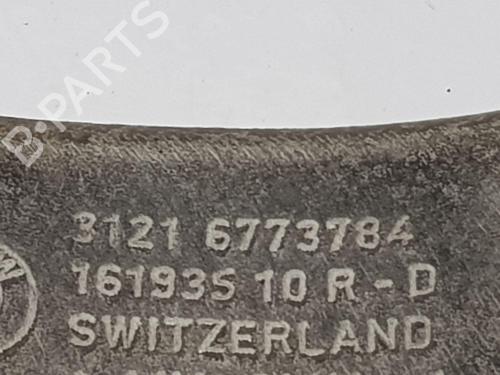 B-PARTS
3121 6773784
161935 10 R - D
SWITZERLAND